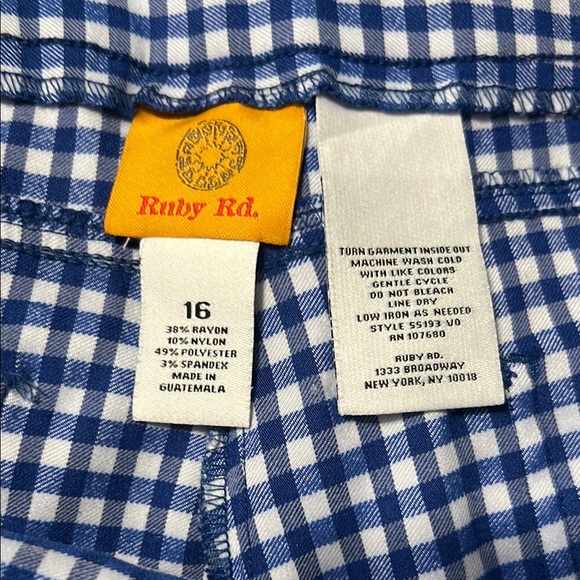 Ruby Rd.
16
38% RAYON
10% NYLON
49% POLYESTER
3% SPANDEX
MADE IN
GUATEMALA
TURN GARMENT INSIDE OUT
MACHINE WASH COLD
WITH LIKE COLORS
GENTLE CYCLE
DO NOT BLEACH
LINE DRY
LOW IRON AS NEEDED
STYLE 55193 VO
RN 107680
RUBY RD.
1333 BROADWAY
NEW YORK, NY 10018